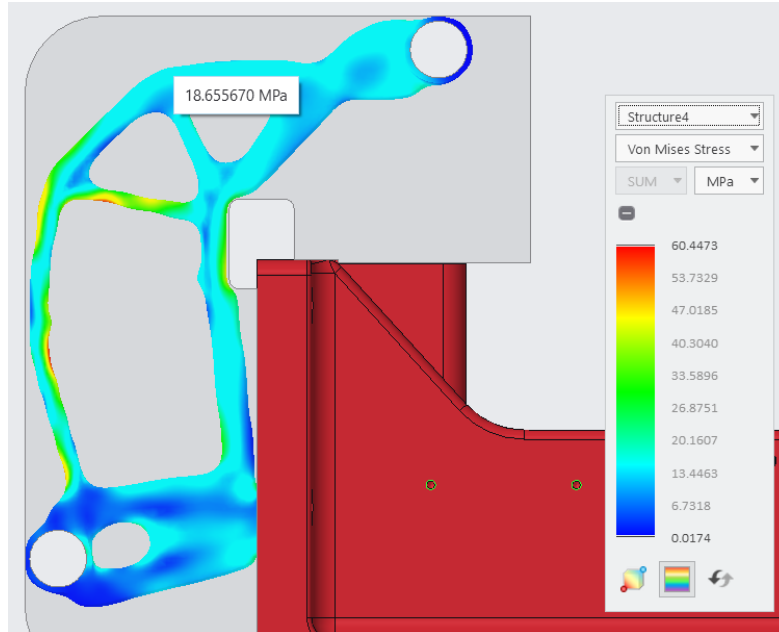 18.655670 MPa
Structure4
Von Mises Stress
SUM MPa
60.4473
53.7329
47.0185
40.3040
33.5896
26.8751
20.1607
13.4463
6.7318
0.0174